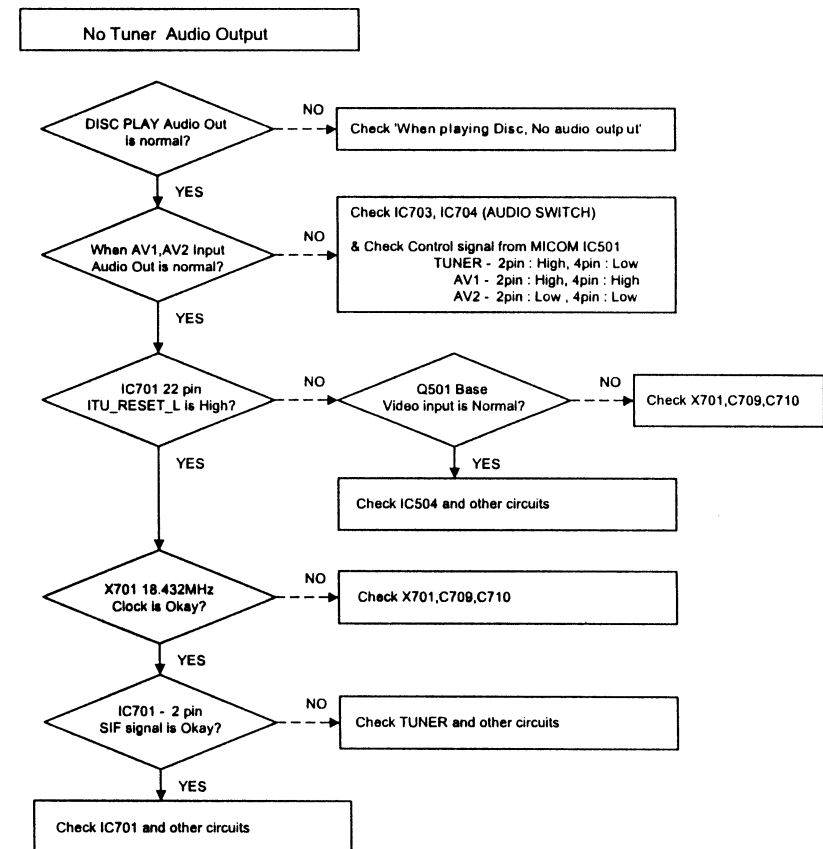 No Tuner Audio Output
DISC PLAY Audio Out
is normal?
NO
Check 'When playing Disc, No audio output'
YES
When AV1,AV2 Input
Audio Out is normal?
NO
Check IC703, IC704 (AUDIO SWITCH)
& Check Control signal from MICOM IC501
TUNER - 2pin : High, 4pin : Low
AV1 - 2pin : High, 4pin : High
AV2 - 2pin : Low , 4pin : Low
YES
IC701 22 pin
ITU_RESET_L is High?
NO
Q501 Base
Video input is Normal?
NO
Check X701,C709,C710
YES
YES
Check IC504 and other circuits
X701 18.432MHz
Clock is Okay?
NO
Check X701,C709,C710
YES
IC701 - 2 pin
SIF signal is Okay?
NO
Check TUNER and other circuits
YES
Check IC701 and other circuits